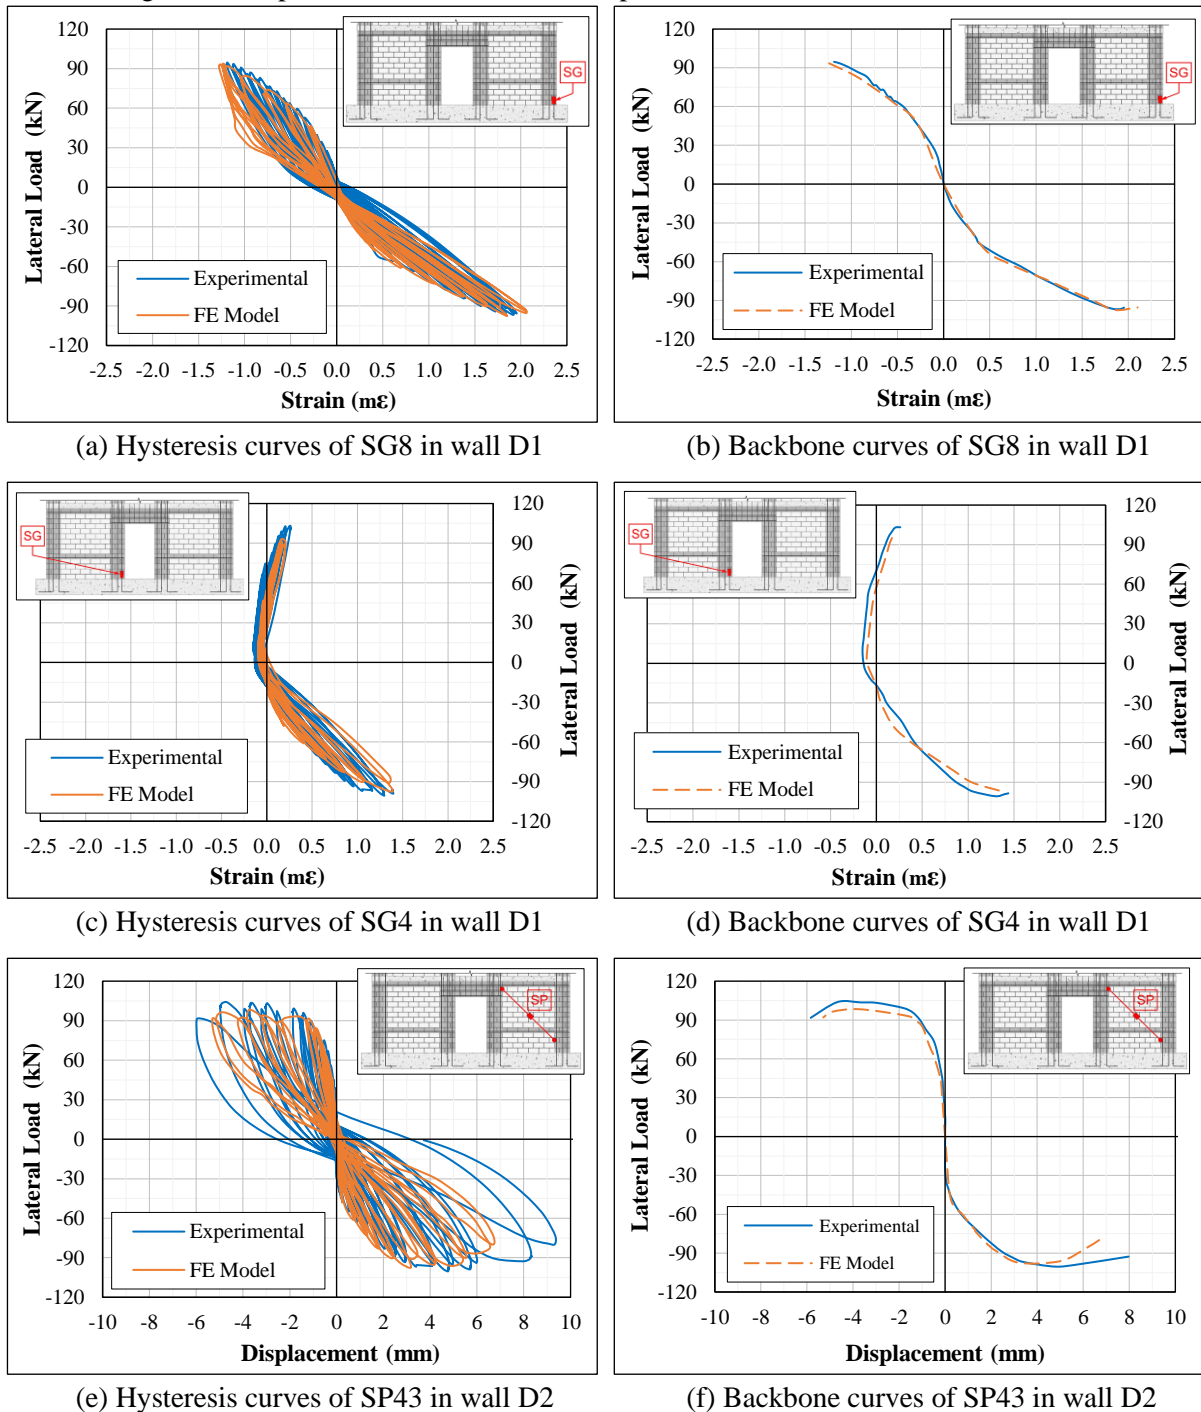 120
90
60
30
0
-30
-60
-90
-120
-2.5 -2.0 -1.5 -1.0 -0.5 0.0 0.5 1.0 1.5 2.0 2.5
Lateral Load (kN)
Strain (mε)
Experimental
FE Model
SG
120
90
60
30
0
-30
-60
-90
-120
-2.5 -2.0 -1.5 -1.0 -0.5 0.0 0.5 1.0 1.5 2.0 2.5
Lateral Load (kN)
Strain (mε)
Experimental
FE Model
SG
(a) Hysteresis curves of SG8 in wall D1
(b) Backbone curves of SG8 in wall D1
SG
120
90
60
30
0
-30
-60
-90
-120
-2.5 -2.0 -1.5 -1.0 -0.5 0.0 0.5 1.0 1.5 2.0 2.5
Lateral Load (kN)
Strain (mε)
Experimental
FE Model
SG
120
90
60
30
0
-30
-60
-90
-120
-2.5 -2.0 -1.5 -1.0 -0.5 0.0 0.5 1.0 1.5 2.0 2.5
Lateral Load (kN)
Strain (mε)
Experimental
FE Model
(c) Hysteresis curves of SG4 in wall D1
(d) Backbone curves of SG4 in wall D1
120
90
60
30
0
-30
-60
-90
-120
-10 -8 -6 -4 -2 0 2 4 6 8 10
Lateral Load (kN)
Displacement (mm)
Experimental
FE Model
SP
120
90
60
30
0
-30
-60
-90
-120
-10 -8 -6 -4 -2 0 2 4 6 8 10
Lateral Load (kN)
Displacement (mm)
Experimental
FE Model
SP
(e) Hysteresis curves of SP43 in wall D2
(f) Backbone curves of SP43 in wall D2